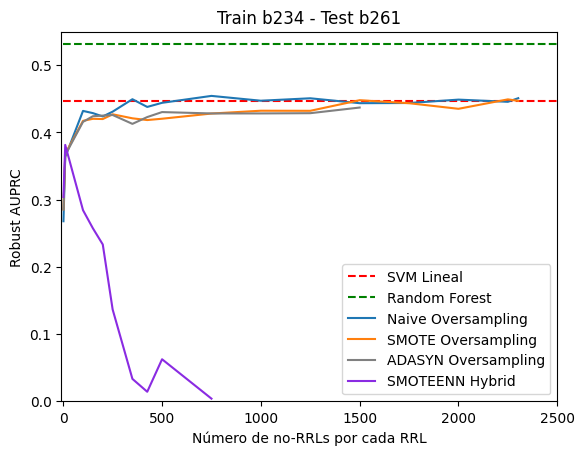 Train b234 - Test b261
Robust AUPRC
0.5
0.4
0.3
0.2
0.1
0.0
SVM Lineal
Random Forest
Naive Oversampling
SMOTE Oversampling
ADASYN Oversampling
SMOTEENN Hybrid
0
500
1000
1500
2000
2500
Número de no-RRLs por cada RRL